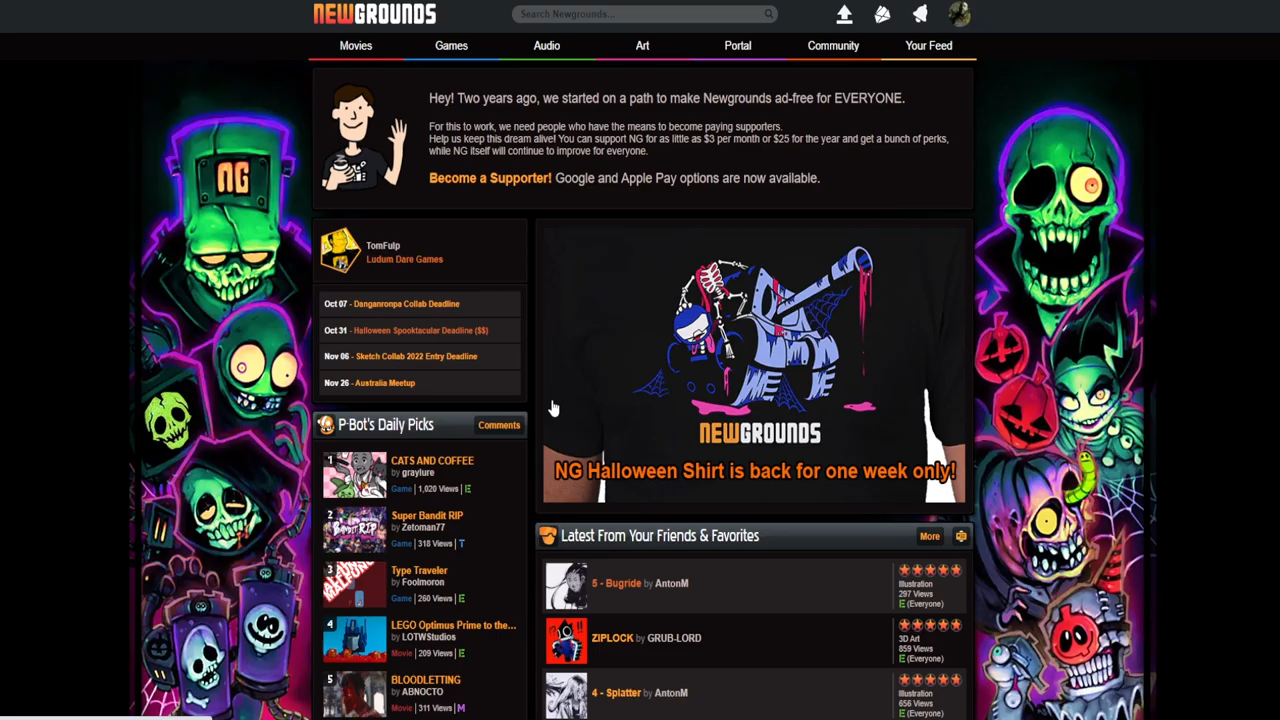 NEWGROUNDS
Search Newgrounds...
Movies
Games
Audio
Art
Portal
Community
Your Feed
Hey! Two years ago, we started on a path to make Newgrounds ad-free for EVERYONE.
For this to work, we need people who have the means to become paying supporters.
Help us keep this dream alive! You can support NG for as little as $3 per month or $25 for the year and get a bunch of perks,
while NG itself will continue to improve for everyone.
Become a Supporter! Google and Apple Pay options are now available.
NG
TomFulp
Ludum Dare Games
Oct 07 - Danganronpa Collab Deadline
Oct 31 - Halloween Spooktacular Deadline ($$)
Nov 06 - Sketch Collab 2022 Entry Deadline
Nov 26 - Australia Meetup
NEWGROUNDS
NG Halloween Shirt is back for one week only!
P-Bot's Daily Picks
Comments
1
CATS AND COFFEE
by graylure
Game | 1,020 Views | E
2
Super Bandit RIP
by Zetoman77
Game | 318 Views | T
3
Type Traveler
by Foolmoron
Game | 260 Views | E
4
LEGO Optimus Prime to the...
by LOTWStudios
Movie | 209 Views | E
5
BLOODLETTING
by ABNOCTO
Movie | 311 Views | M
Latest From Your Friends & Favorites
More
5 - Bugride by AntonM
Illustration
297 Views
E (Everyone)
ZIPLOCK by GRUB-LORD
3D Art
859 Views
E (Everyone)
4 - Splatter by AntonM
Illustration
656 Views
E (Everyone)